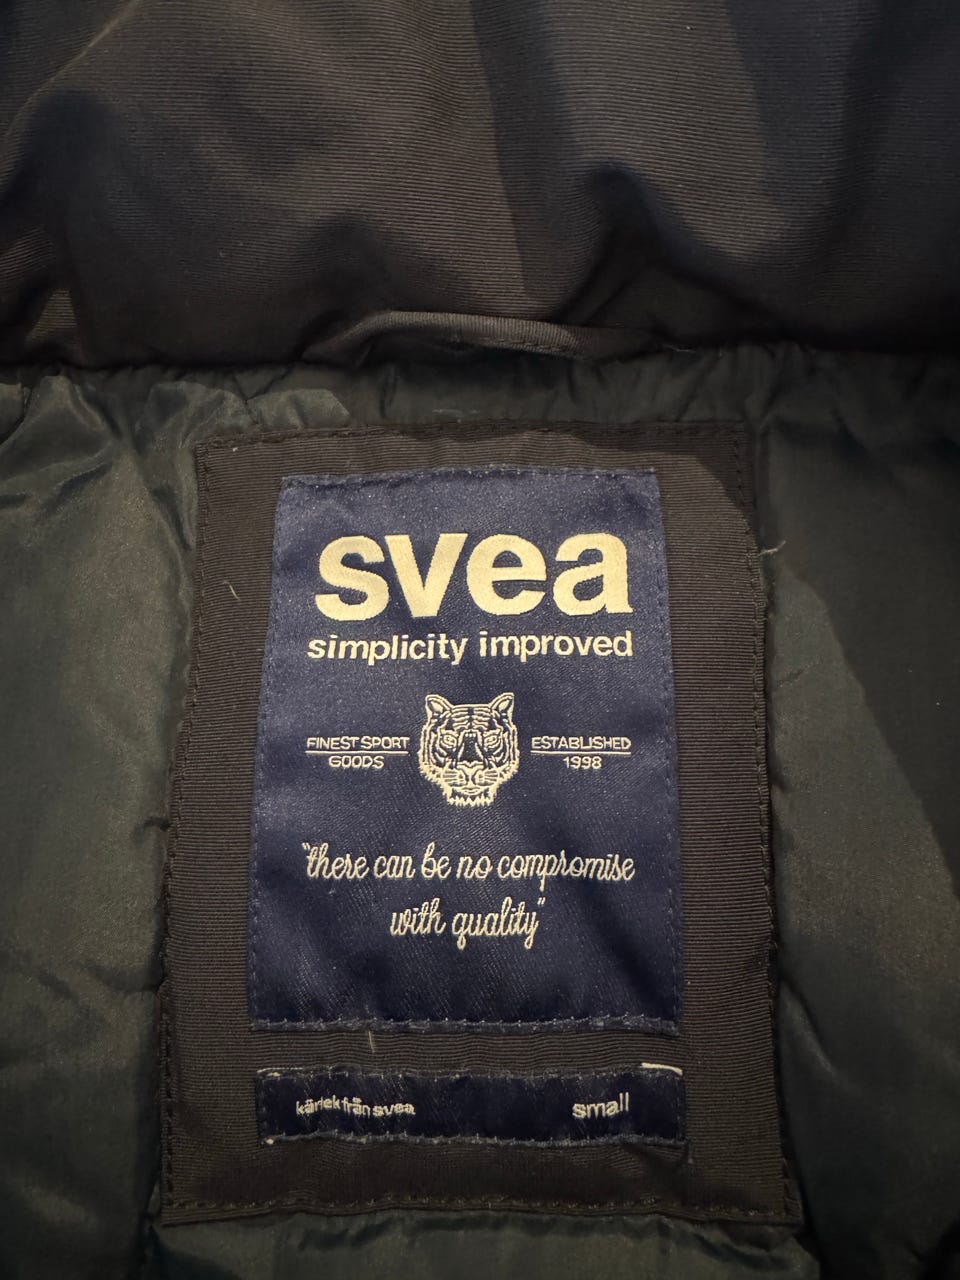 svea
simplicity improved
FINEST SPORT
GOODS
ESTABLISHED
1998
"there can be no compromise
with quality"
kärlek från svea
small